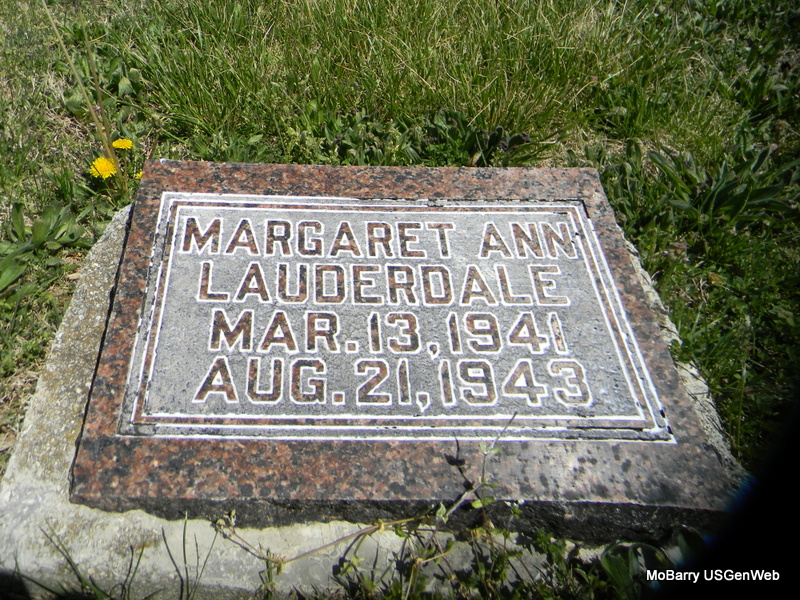 MARGARET ANN
LAUDERDALE
MAR. 13, 1941
AUG. 21, 1943
MoBarry USGenWeb